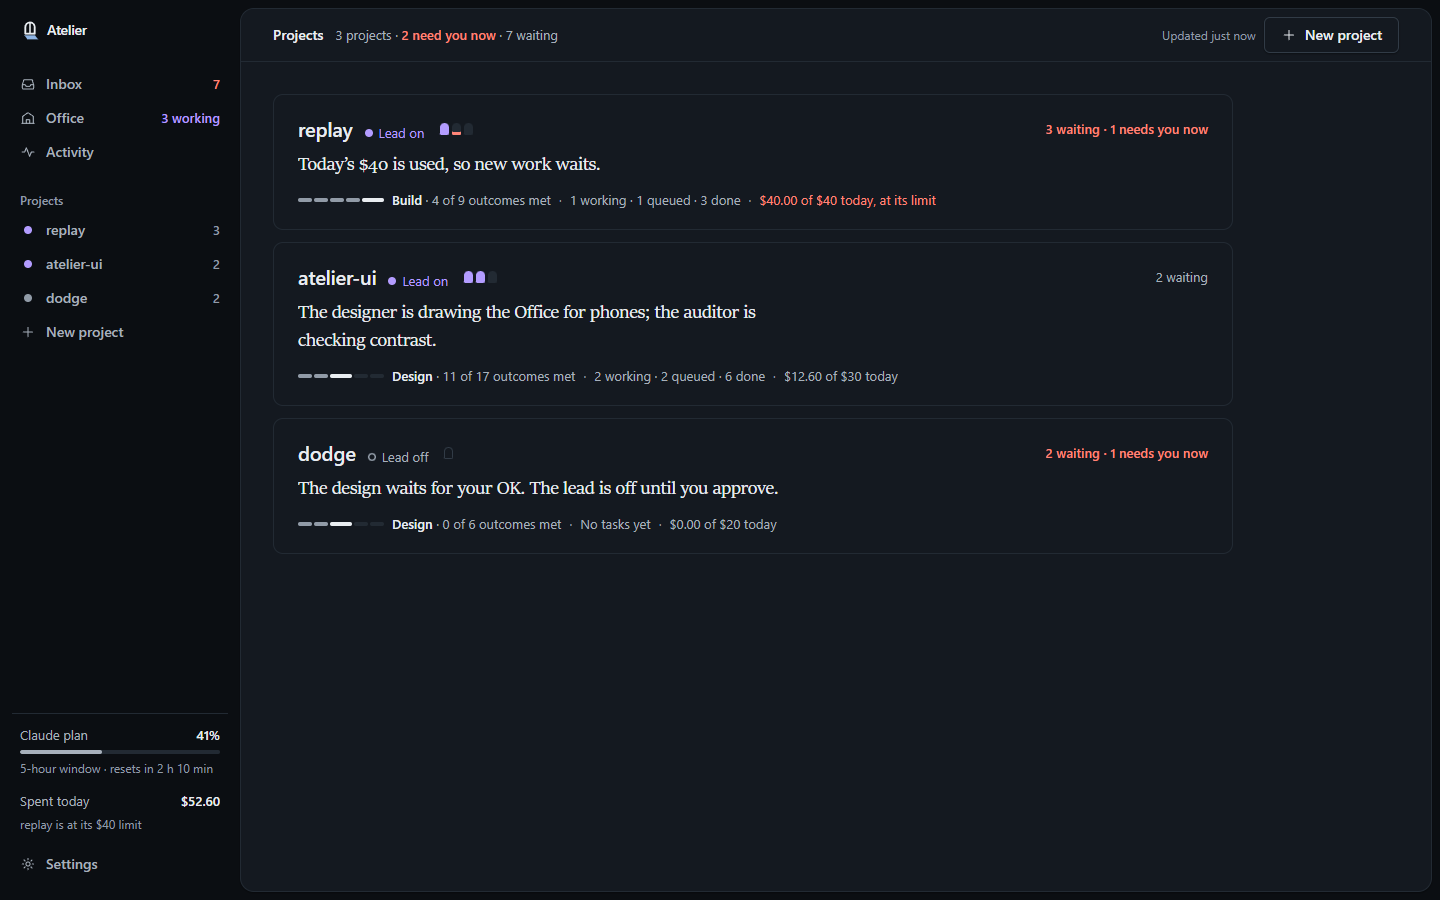 Atelier
Inbox 7
Office 3 working
Activity
Projects
replay 3
atelier-ui 2
dodge 2
New project
Claude plan 41%
5-hour window · resets in 2 h 10 min
Spent today $52.60
replay is at its $40 limit
Settings
Projects 3 projects · 2 need you now · 7 waiting
Updated just now
New project
replay Lead on
3 waiting · 1 needs you now
Today’s $40 is used, so new work waits.
Build · 4 of 9 outcomes met · 1 working · 1 queued · 3 done · $40.00 of $40 today, at its limit
atelier-ui Lead on
2 waiting
The designer is drawing the Office for phones; the auditor is
checking contrast.
Design · 11 of 17 outcomes met · 2 working · 2 queued · 6 done · $12.60 of $30 today
dodge Lead off
2 waiting · 1 needs you now
The design waits for your OK. The lead is off until you approve.
Design · 0 of 6 outcomes met · No tasks yet · $0.00 of $20 today